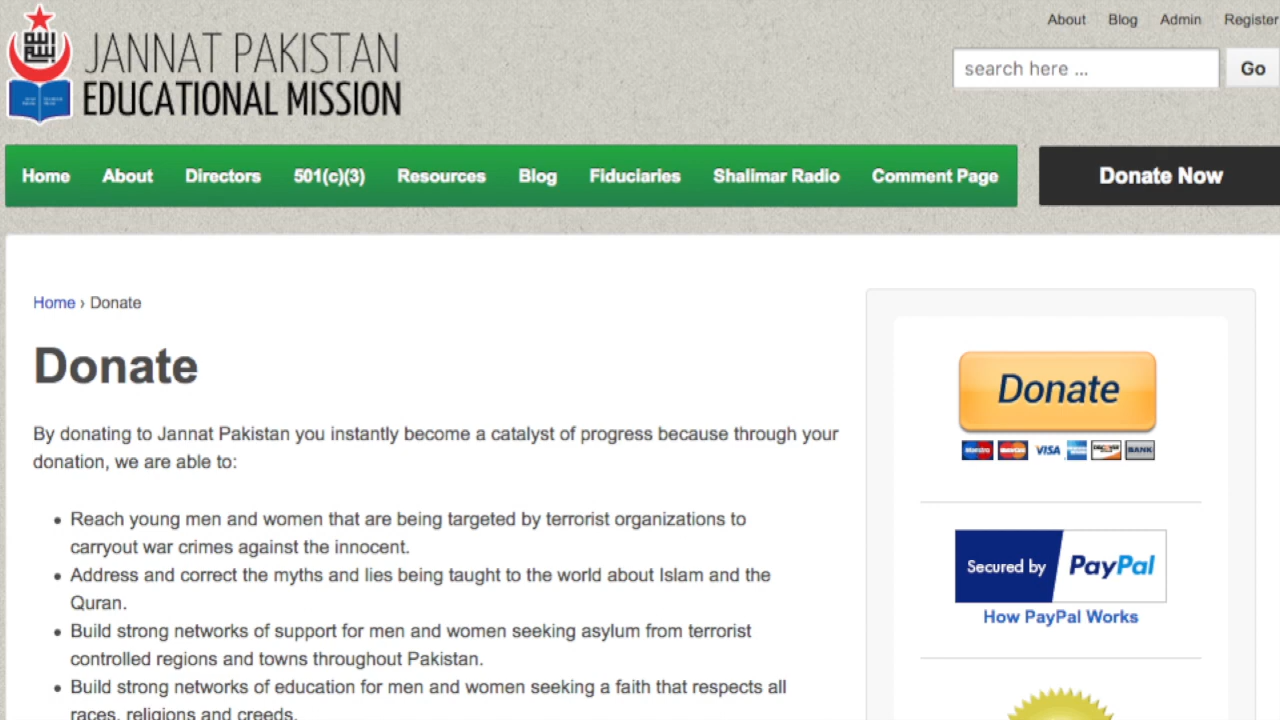 About Blog Admin Register
JANNAT PAKISTAN
EDUCATIONAL MISSION
search here ... Go
Home About Directors 501(c)(3) Resources Blog Fiduciaries Shalimar Radio Comment Page Donate Now
Home › Donate
Donate
By donating to Jannat Pakistan you instantly become a catalyst of progress because through your
donation, we are able to:
• Reach young men and women that are being targeted by terrorist organizations to
carryout war crimes against the innocent.
• Address and correct the myths and lies being taught to the world about Islam and the
Quran.
• Build strong networks of support for men and women seeking asylum from terrorist
controlled regions and towns throughout Pakistan.
• Build strong networks of education for men and women seeking a faith that respects all
races, religions and creeds.
Donate
Maestro MasterCard VISA DISCOVER BANK
Secured by PayPal
How PayPal Works